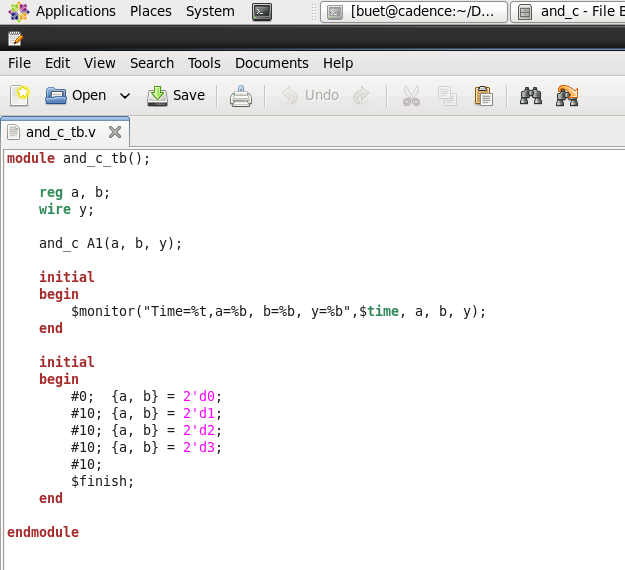 Applications Places System [buet@cadence:~/D... and_c - File B
File Edit View Search Tools Documents Help
Open Save Undo
and_c_tb.v
module and_c_tb();
reg a, b;
wire y;
and_c A1(a, b, y);
initial
begin
$monitor("Time=%t,a=%b, b=%b, y=%b",$time, a, b, y);
end
initial
begin
#0; {a, b} = 2'd0;
#10; {a, b} = 2'd1;
#10; {a, b} = 2'd2;
#10; {a, b} = 2'd3;
#10;
$finish;
end
endmodule